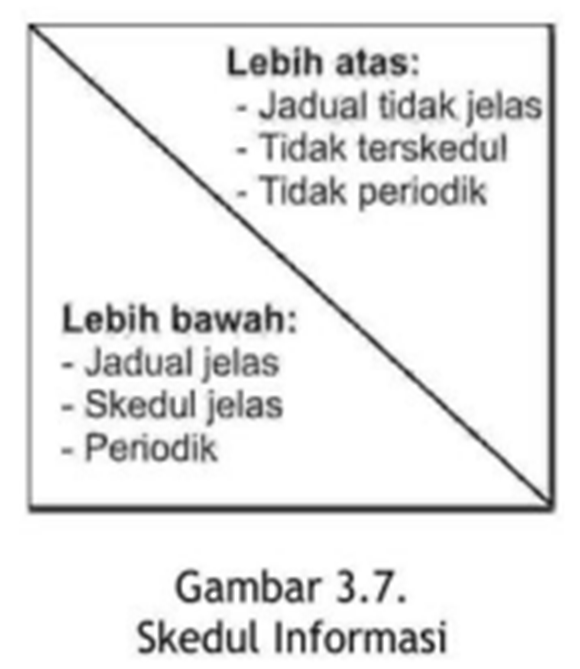 Lebih atas:
- Jadual tidak jelas
- Tidak terskedul
- Tidak periodik
Lebih bawah:
- Jadual jelas
- Skedul jelas
- Periodik
Gambar 3.7.
Skedul Informasi